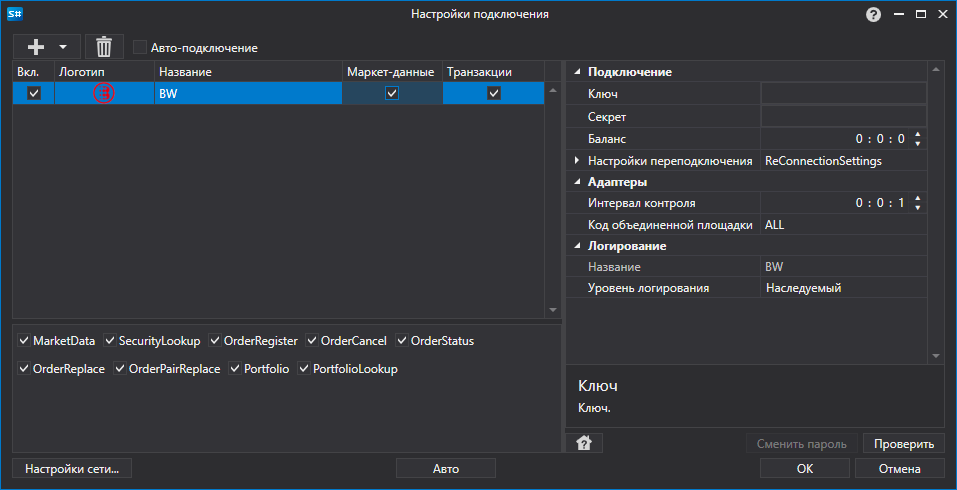 S# Настройки подключения ?
Авто-подключение
Вкл. Логотип Название Маркет-данные Транзакции
BW
MarketData SecurityLookup OrderRegister OrderCancel OrderStatus
OrderReplace OrderPairReplace Portfolio PortfolioLookup
Подключение
Ключ
Секрет
Баланс 0 : 0 : 0
Настройки переподключения ReConnectionSettings
Адаптеры
Интервал контроля 0 : 0 : 1
Код объединенной площадки ALL
Логирование
Название BW
Уровень логирования Наследуемый
Ключ
Ключ.
? Сменить пароль Проверить
Настройки сети... Авто OK Отмена